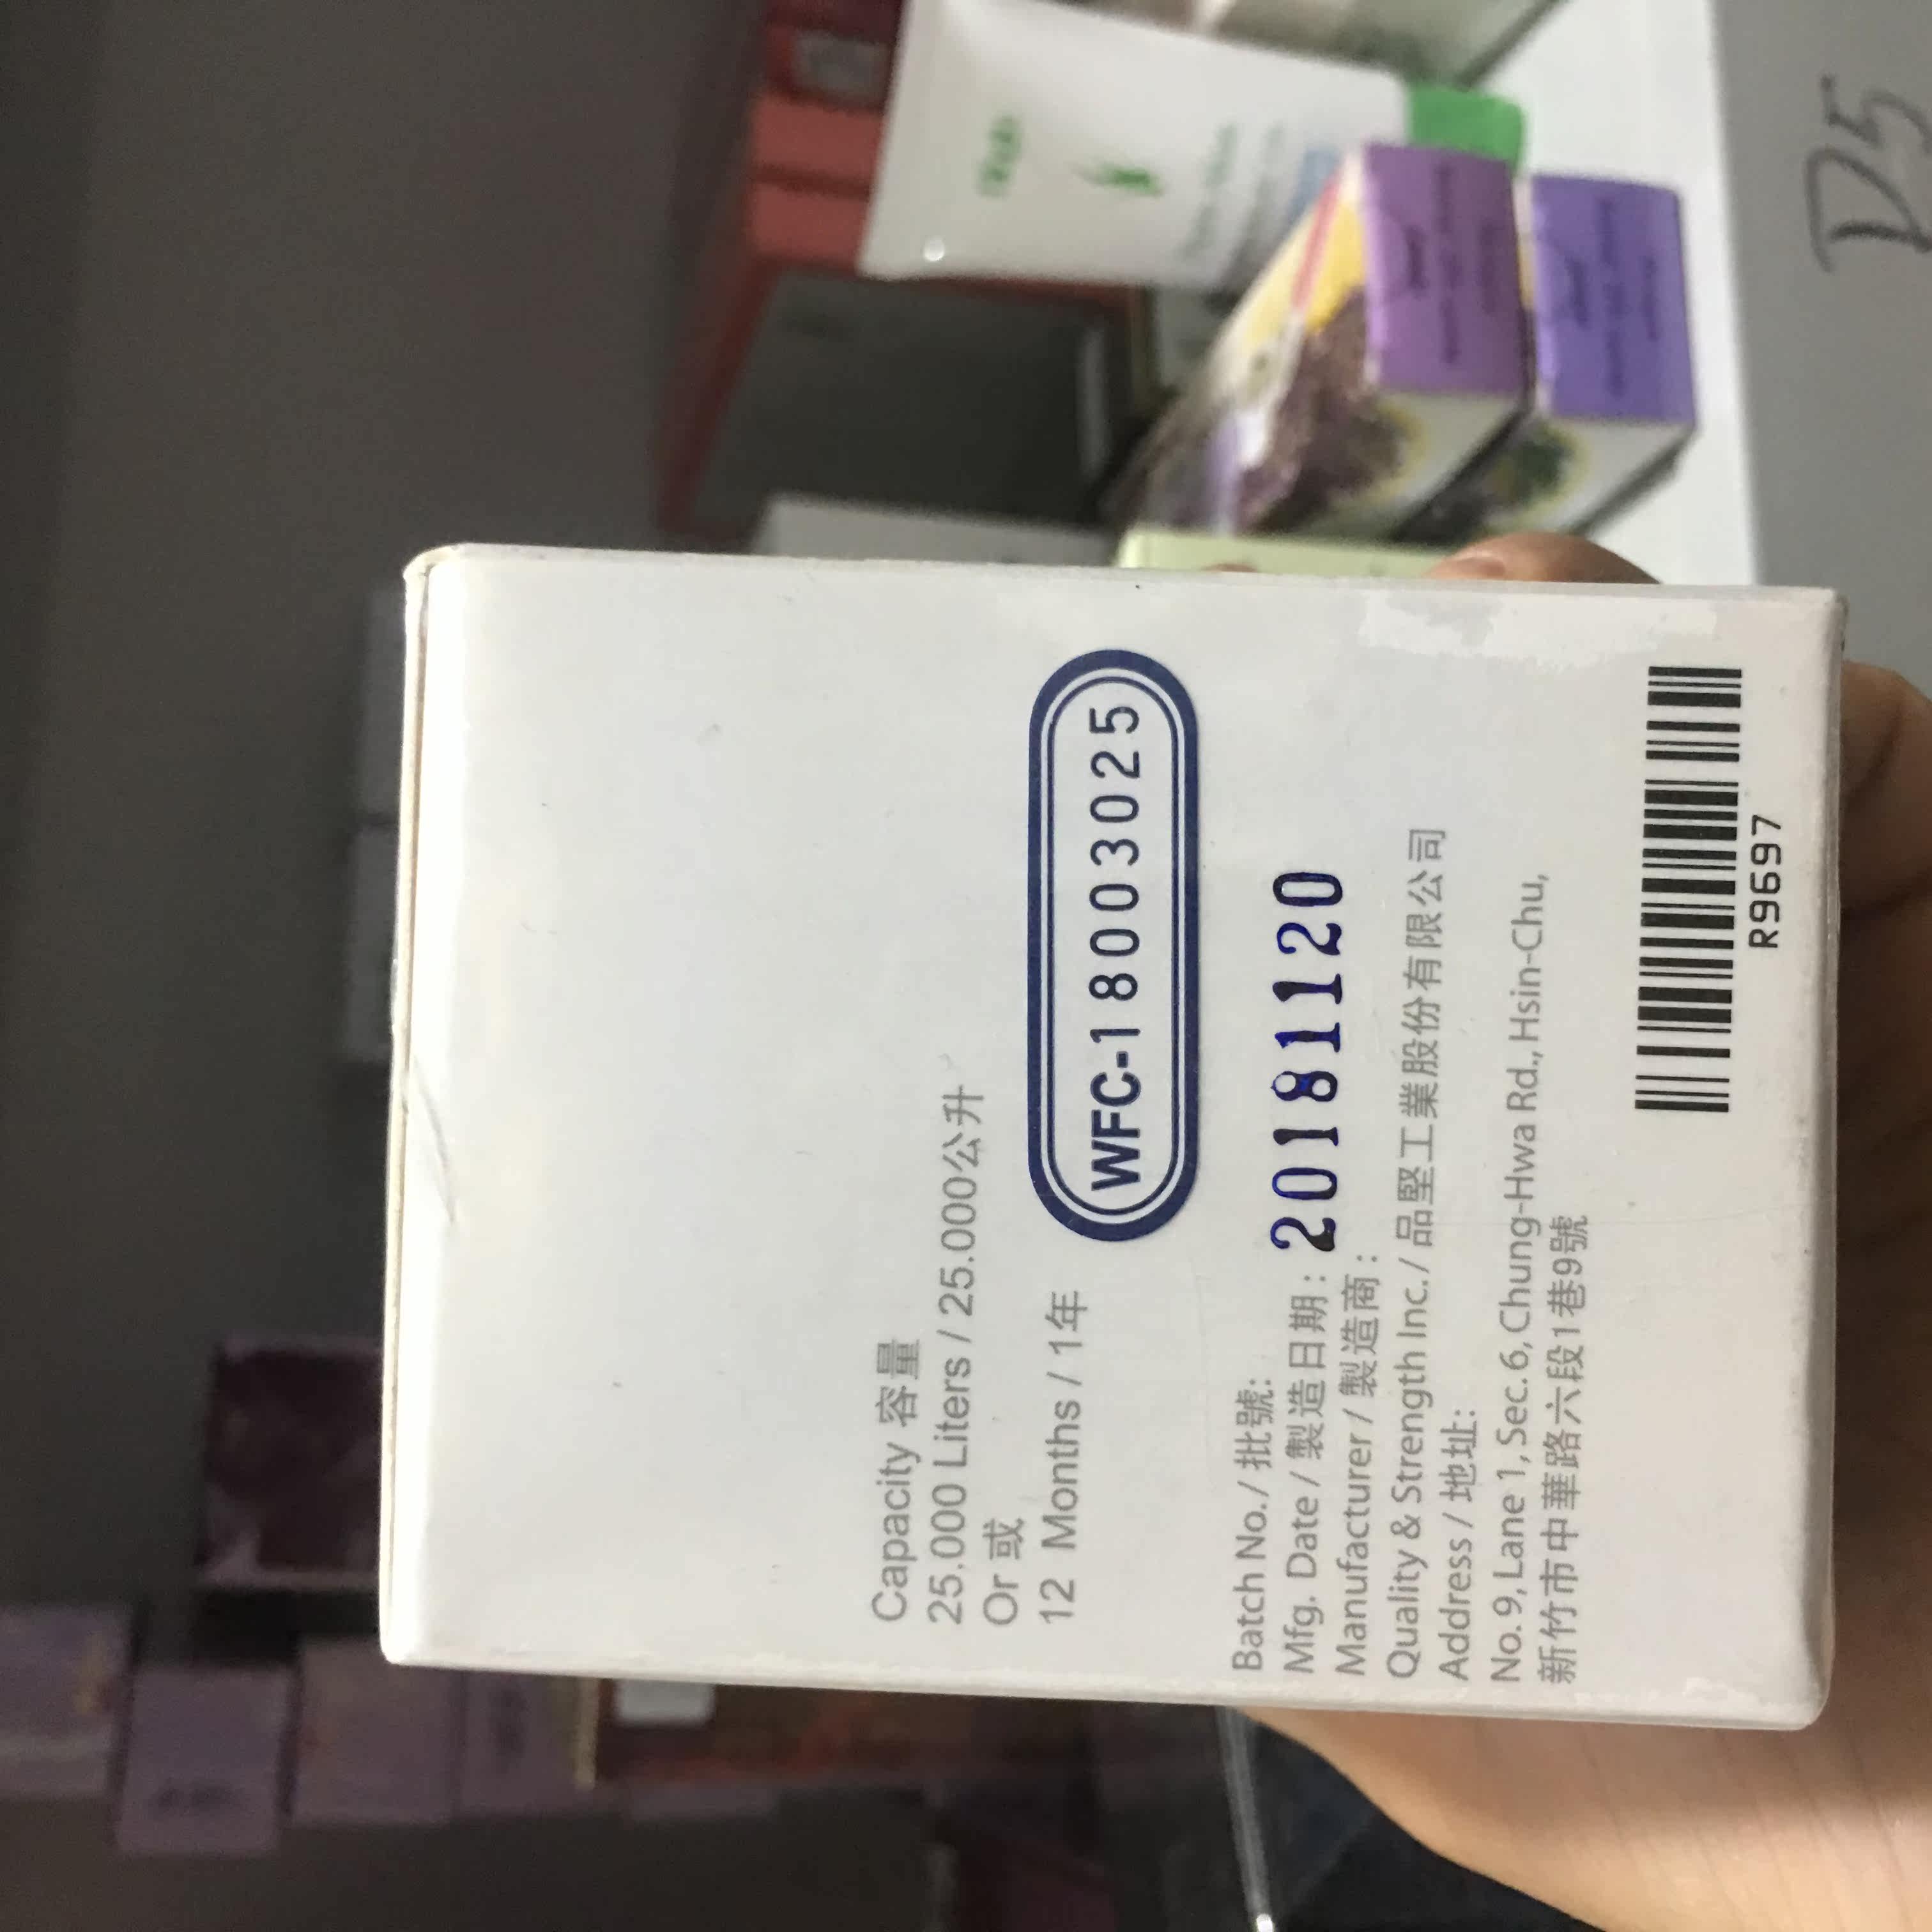 Capacity 容量
25.000 Liters / 25.000公升
Or 或
12 Months / 1年
WFC-18003025
Batch No./ 批號:
Mfg. Date / 製造日期 : 20181120
Manufacturer / 製造商 :
Quality & Strength Inc./ 品堅工業股份有限公司
Address / 地址:
No. 9, Lane 1, Sec. 6, Chung-Hwa Rd., Hsin-Chu,
新竹市中華路六段1巷9號
R9697
D5